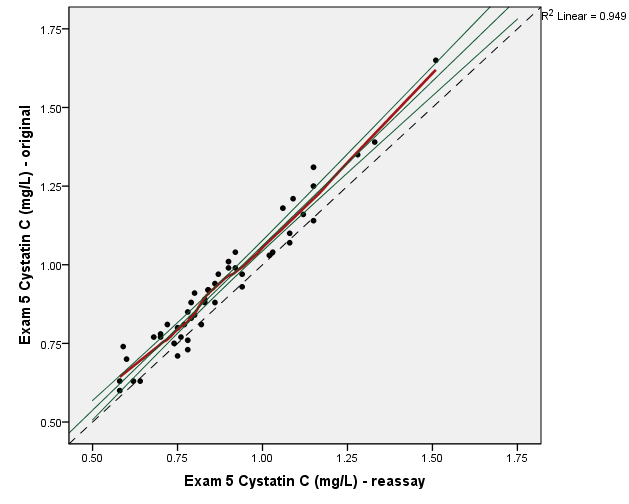 R2 Linear = 0.949
Exam 5 Cystatin C (mg/L) - original
1.75
1.50
1.25
1.00
0.75
0.50
0.50 0.75 1.00 1.25 1.50 1.75
Exam 5 Cystatin C (mg/L) - reassay